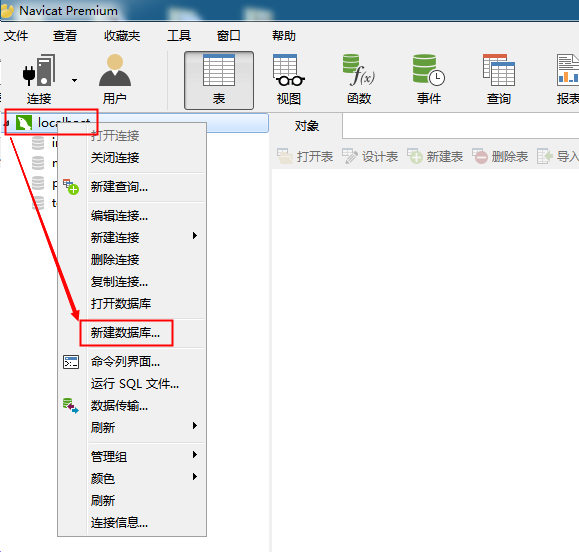 Navicat Premium
文件 查看 收藏夹 工具 窗口 帮助
连接 用户 表 视图 函数 事件 查询 报表
f(x)
localhost
对象
打开表 设计表 新建表 删除表 导入
打开连接
关闭连接
新建查询...
编辑连接...
新建连接
删除连接
复制连接...
打开数据库
新建数据库...
命令列界面...
运行 SQL 文件...
数据传输...
刷新
管理组
颜色
刷新
连接信息...